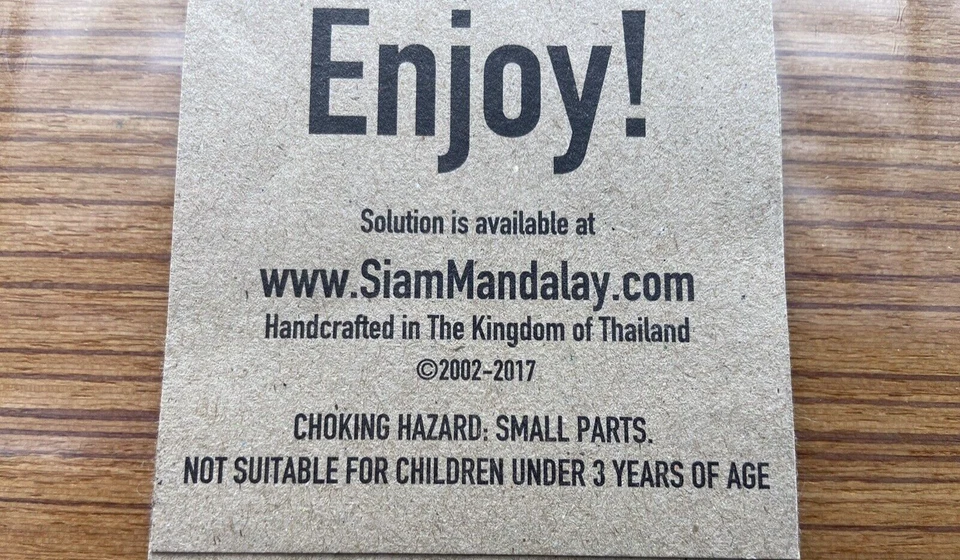 Enjoy!
Solution is available at
www.SiamMandalay.com
Handcrafted in The Kingdom of Thailand
©2002-2017
CHOKING HAZARD: SMALL PARTS.
NOT SUITABLE FOR CHILDREN UNDER 3 YEARS OF AGE